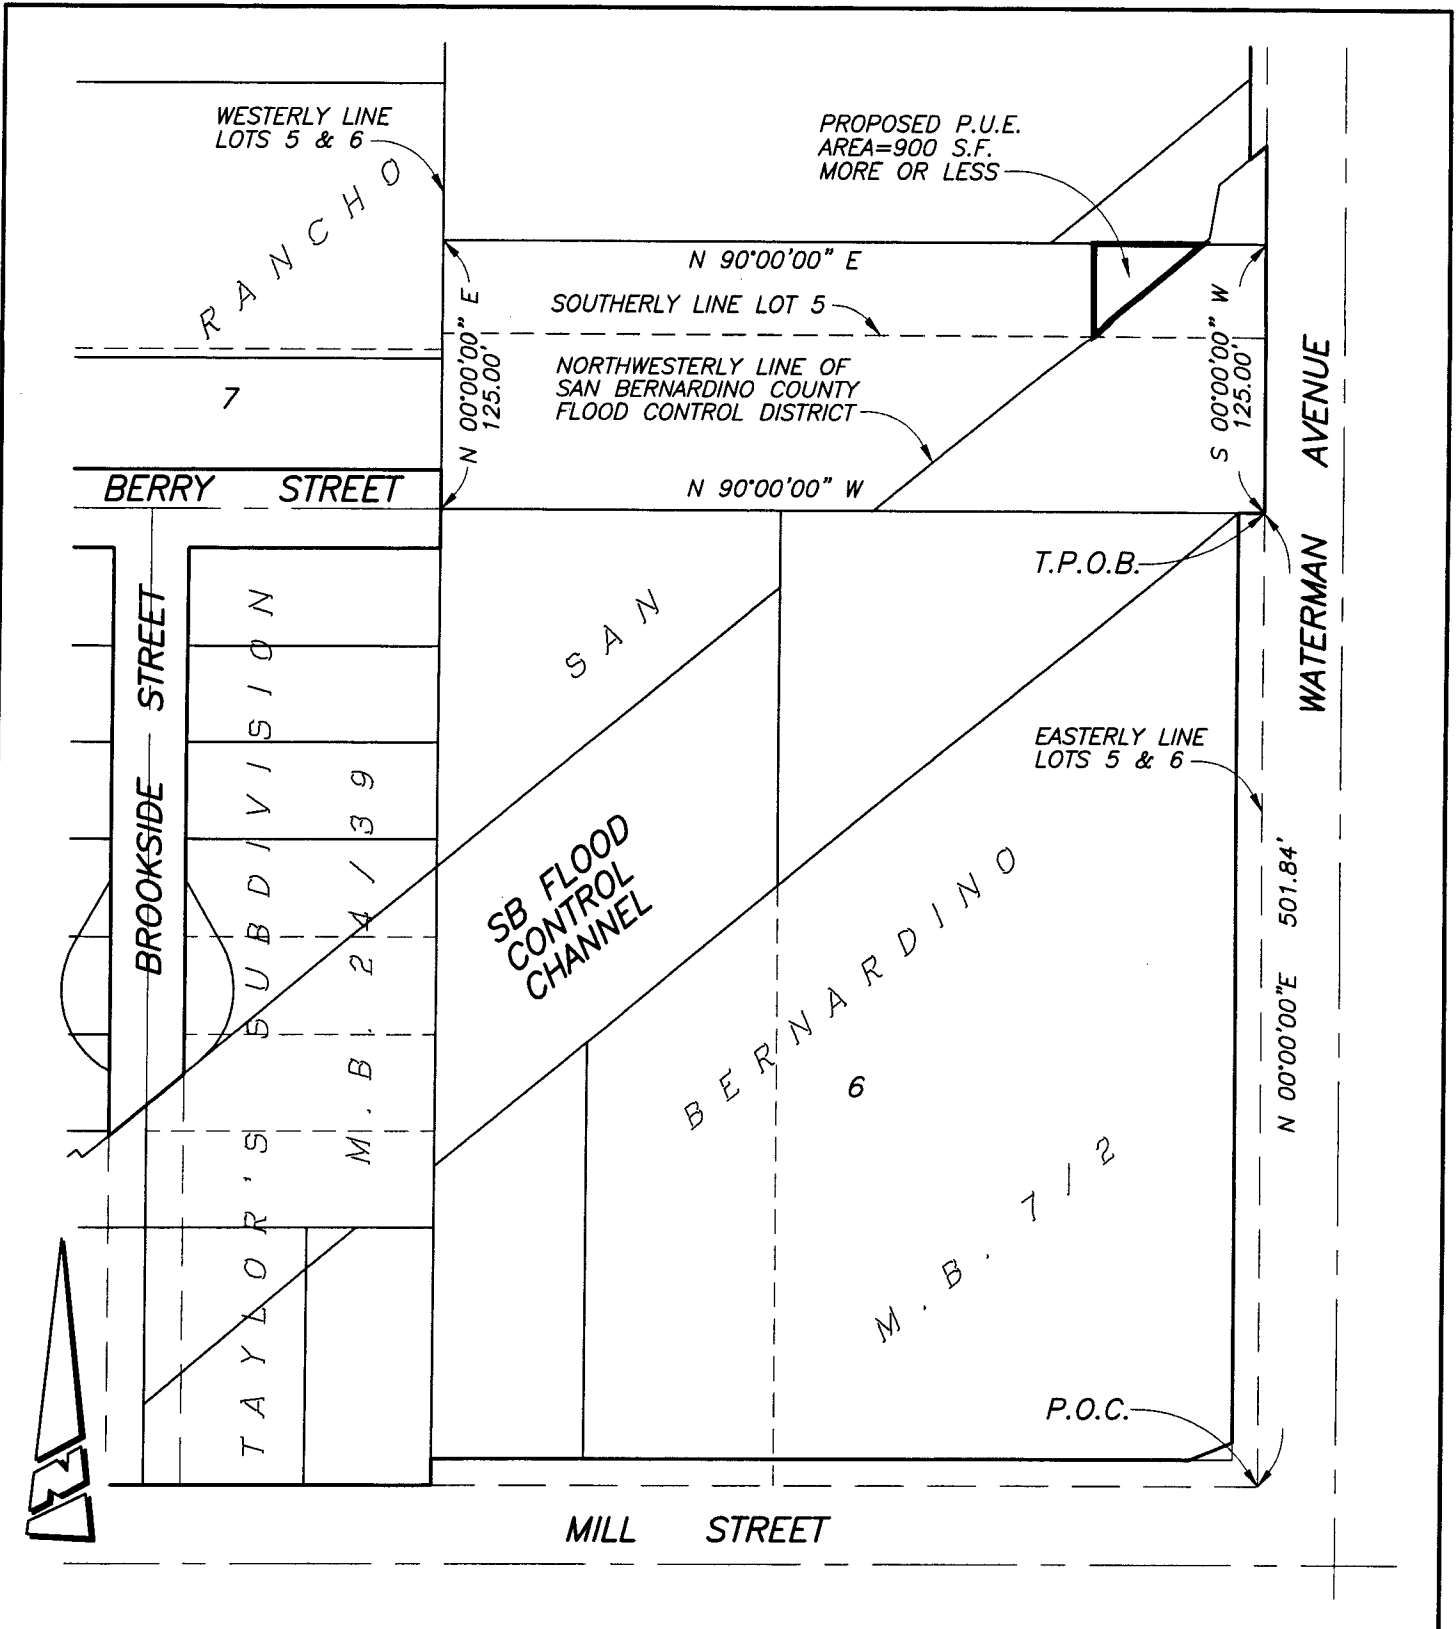 WESTERLY LINE
LOTS 5 & 6
PROPOSED P.U.E.
AREA=900 S.F.
MORE OR LESS
RANCHO
N 90°00'00" E
SOUTHERLY LINE LOT 5
N 00°00'00" E
125.00'
S 00°00'00" W
125.00'
NORTHWESTERLY LINE OF
SAN BERNARDINO COUNTY
FLOOD CONTROL DISTRICT
7
WATERMAN AVENUE
BERRY STREET
N 90°00'00" W
T.P.O.B.
BROOKSIDE STREET
TAYLOR'S SUBDIVISION
M.B. 24/39
SAN
EASTERLY LINE
LOTS 5 & 6
SB FLOOD
CONTROL
CHANNEL
BERNARDINO
N 00°00'00"E 501.84'
6
M.B. 7/2
P.O.C.
N
MILL STREET